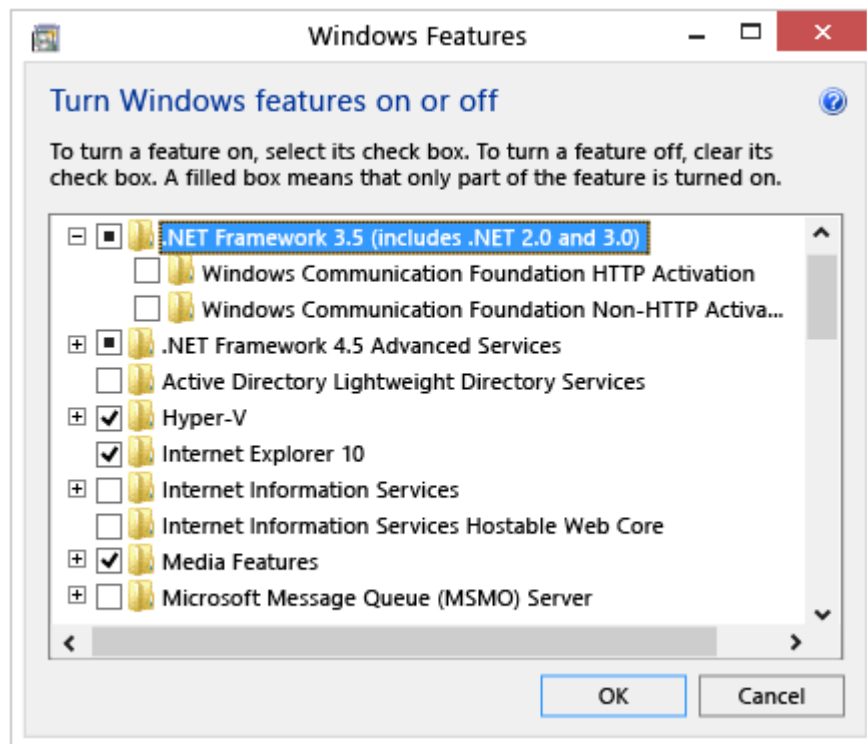 Windows Features
Turn Windows features on or off
To turn a feature on, select its check box. To turn a feature off, clear its
check box. A filled box means that only part of the feature is turned on.
.NET Framework 3.5 (includes .NET 2.0 and 3.0)
Windows Communication Foundation HTTP Activation
Windows Communication Foundation Non-HTTP Activa...
.NET Framework 4.5 Advanced Services
Active Directory Lightweight Directory Services
Hyper-V
Internet Explorer 10
Internet Information Services
Internet Information Services Hostable Web Core
Media Features
Microsoft Message Queue (MSMO) Server
OK Cancel